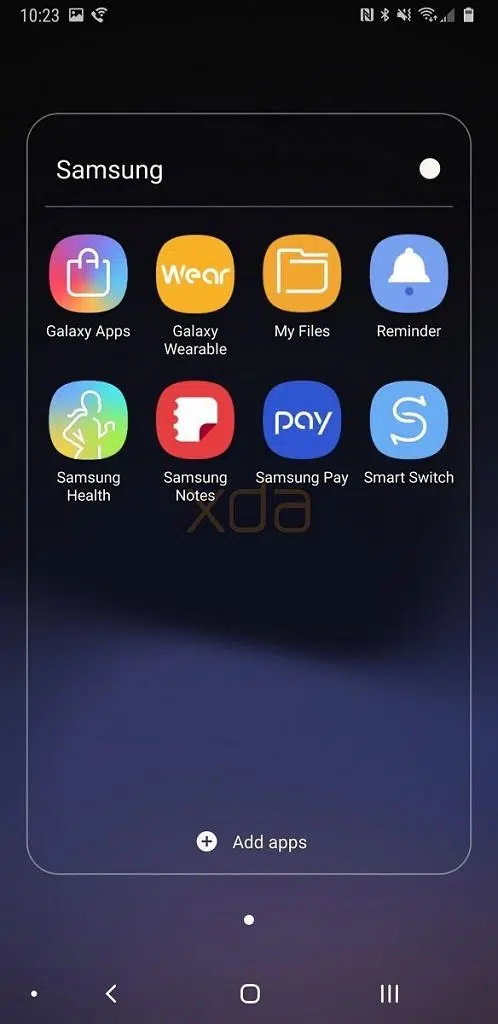 10:23
Samsung
Wear
Galaxy Apps
Galaxy
Wearable
My Files
Reminder
pay
Samsung
Health
Samsung
Notes
Samsung Pay
Smart Switch
xda
Add apps